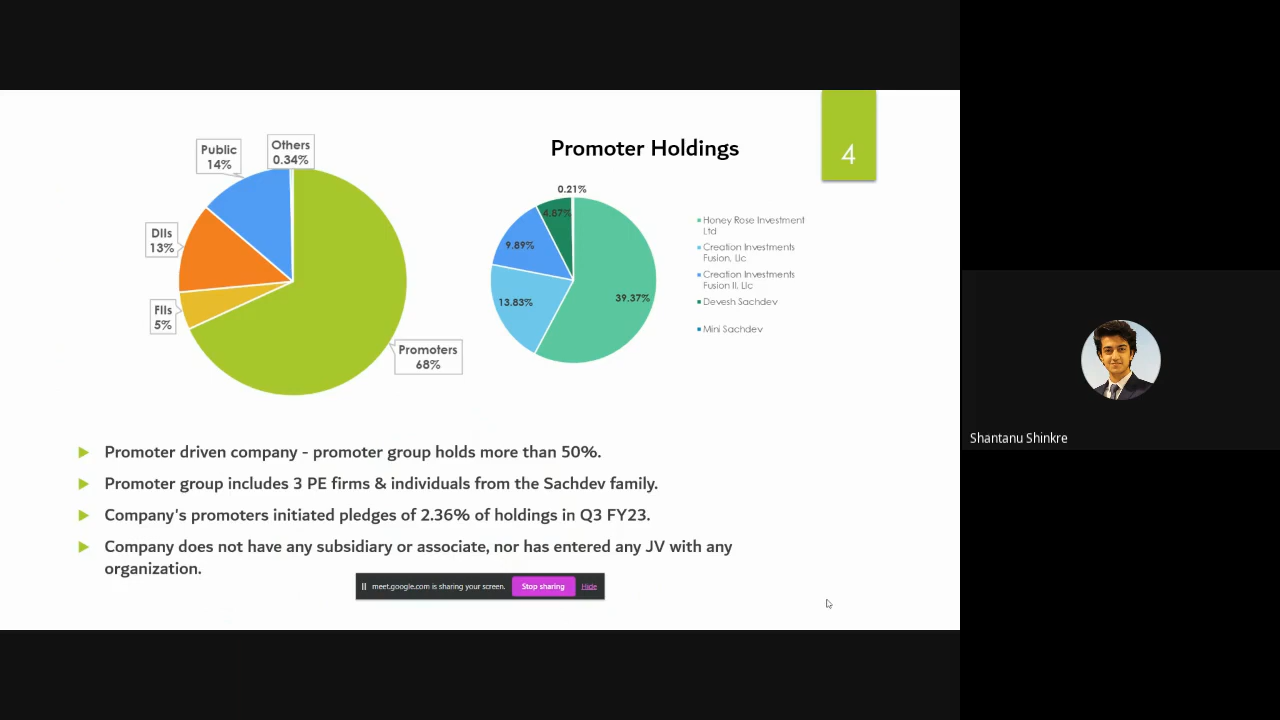 4
Promoter Holdings
Public
14%
Others
0.34%
DIIs
13%
FIIs
5%
Promoters
68%
0.21%
4.87%
9.89%
13.83%
39.37%
Honey Rose Investment
Ltd
Creation Investments
Fusion, Llc
Creation Investments
Fusion II, Llc
Devesh Sachdev
Mini Sachdev
Promoter driven company - promoter group holds more than 50%.
Promoter group includes 3 PE firms & individuals from the Sachdev family.
Company's promoters initiated pledges of 2.36% of holdings in Q3 FY23.
Company does not have any subsidiary or associate, nor has entered any JV with any
organization.
meet.google.com is sharing your screen. Stop sharing Hide
Shantanu Shinkre